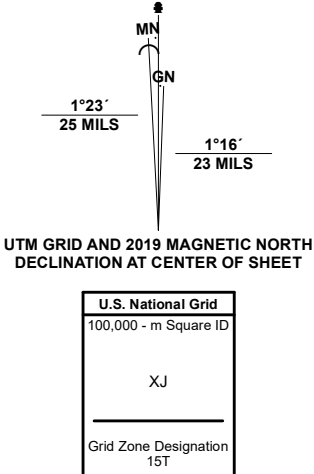 MN
GN
1°23´
25 MILS
1°16´
23 MILS
UTM GRID AND 2019 MAGNETIC NORTH
DECLINATION AT CENTER OF SHEET
U.S. National Grid
100,000 - m Square ID
XJ
Grid Zone Designation
15T